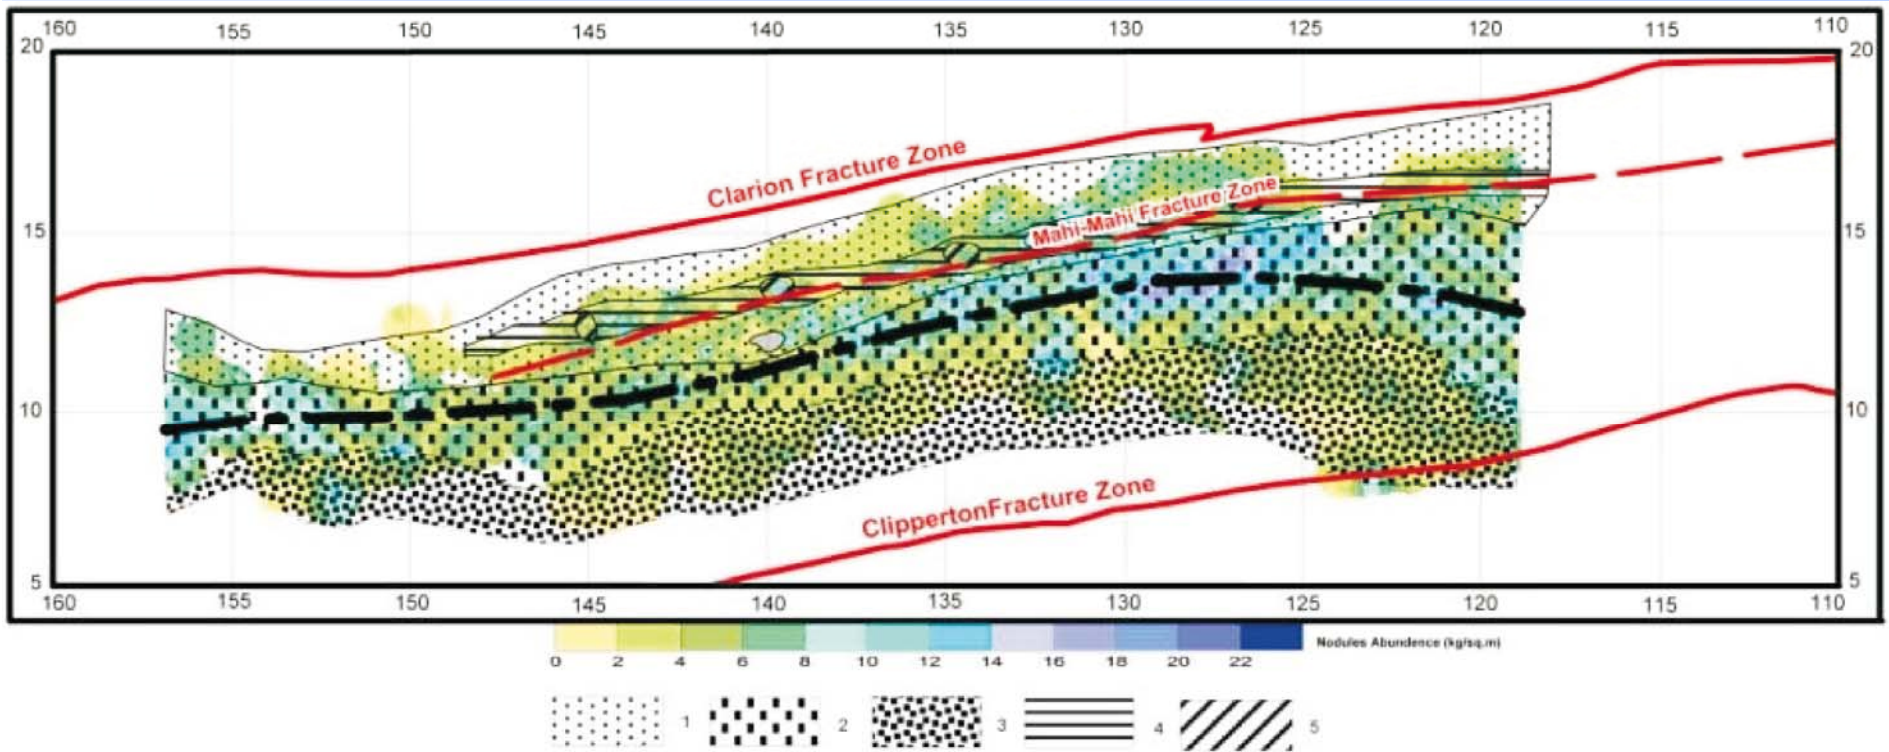 160 155 150 145 140 135 130 125 120 115 110
20 20
Clarion Fracture Zone
Mahi-Mahi Fracture Zone
15 15
10 10
ClippertonFracture Zone
5 5
160 155 150 145 140 135 130 125 120 115 110
Nodules Abundence (kg/sq.m)
0 2 4 6 8 10 12 14 16 18 20 22
1 2 3 4 5